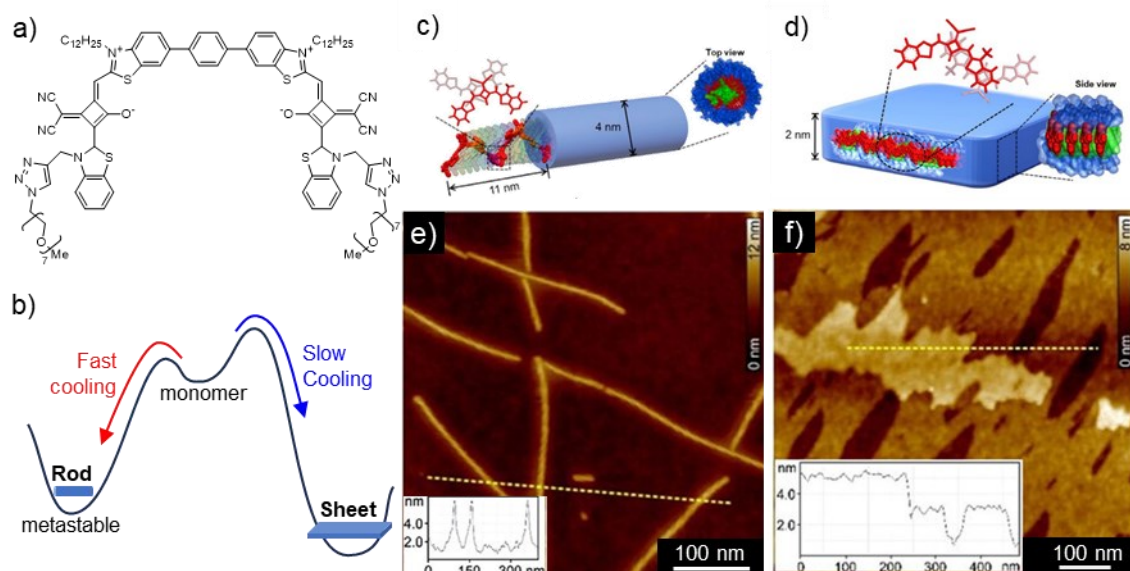 a)
C12H25
N+
N+
C12H25
S
S
CN
CN
O-
O-
CN
CN
S
N
N
S
N
N
N
N
N
N
O
Me
7
7
O
Me
b)
Fast
cooling
monomer
Slow
Cooling
Rod
metastable
Sheet
c)
Top view
4 nm
11 nm
d)
Side view
2 nm
e)
12 nm
0 nm
nm
4.0
2.0
0
150
300 nm
100 nm
f)
8 nm
0 nm
nm
4.0
2.0
0
100
200
300
400
nm
100 nm